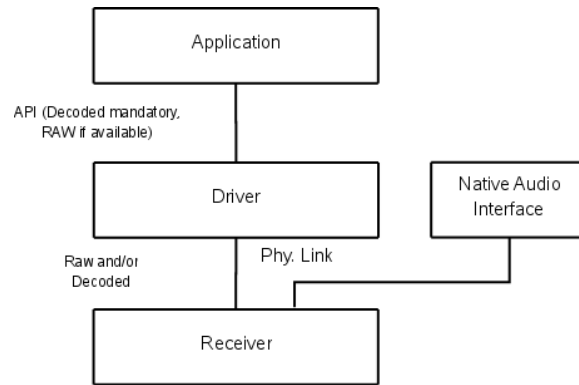 Application
API (Decoded mandatory,
RAW if available)
Driver
Native Audio
Interface
Raw and/or
Decoded
Phy. Link
Receiver